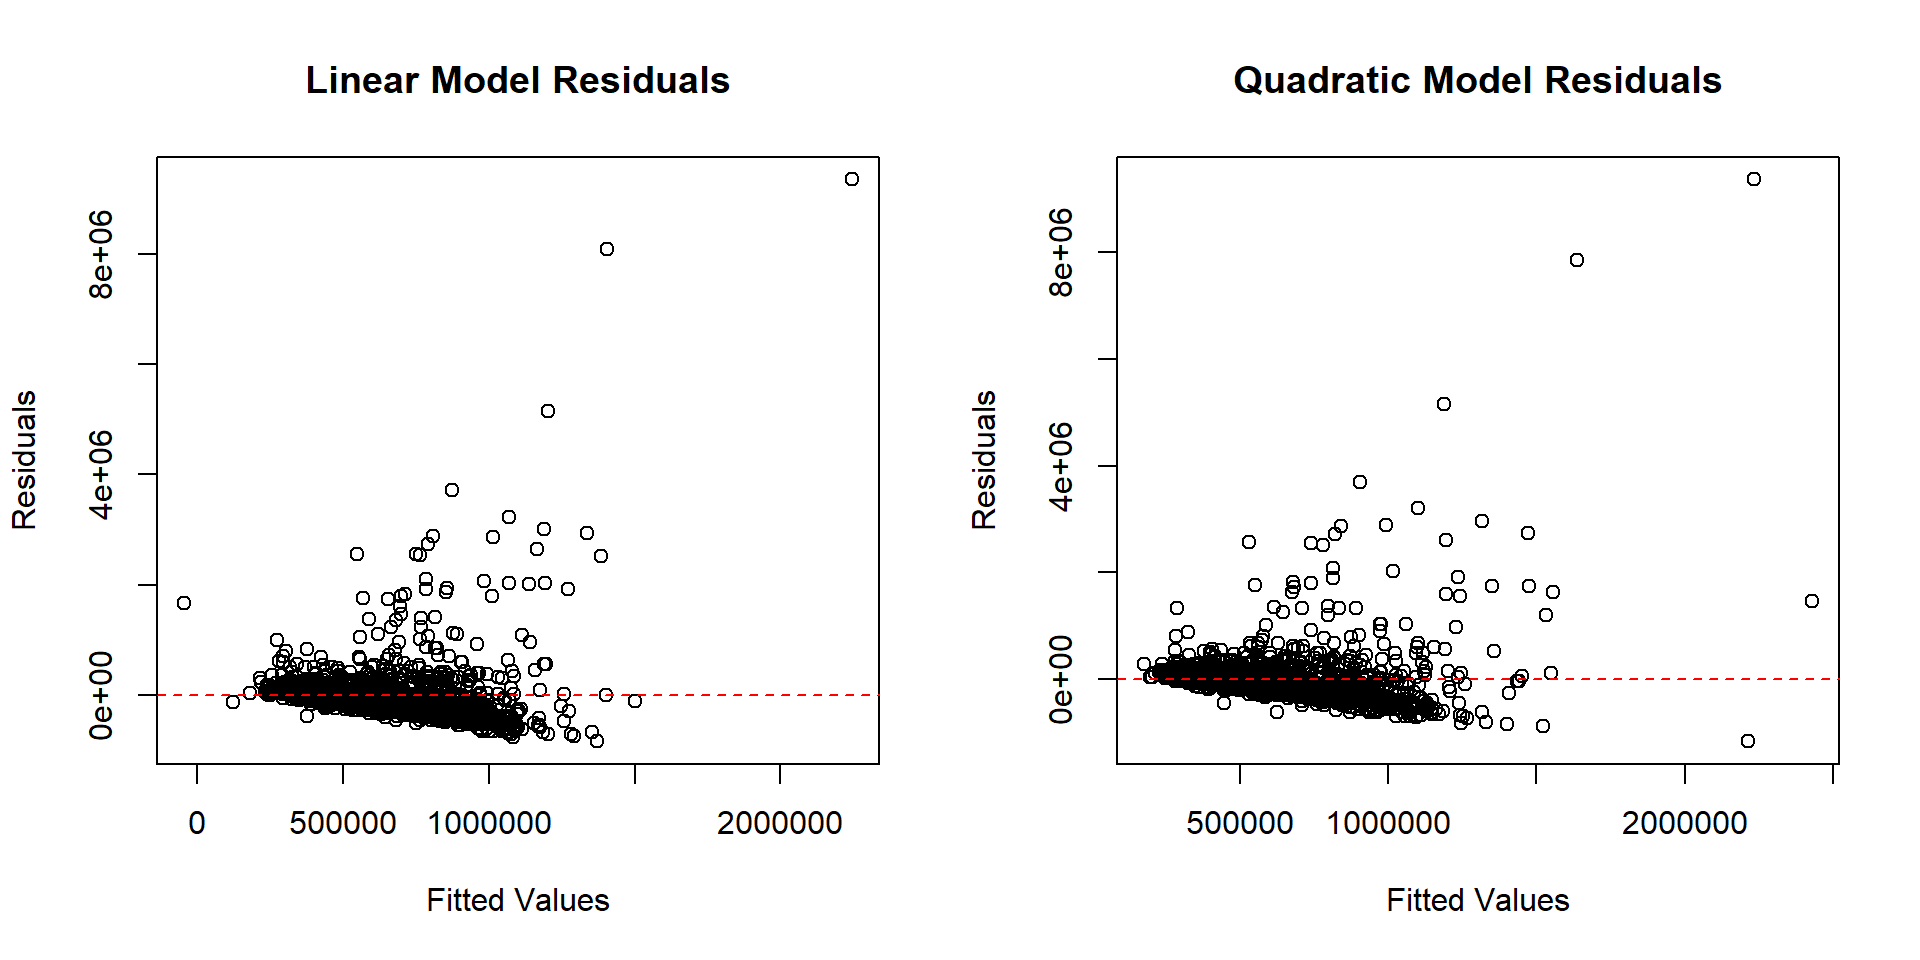 Linear Model Residuals
Residuals
8e+06
4e+06
0e+00
0
500000
1000000
2000000
Fitted Values
Quadratic Model Residuals
Residuals
8e+06
4e+06
0e+00
500000
1000000
2000000
Fitted Values